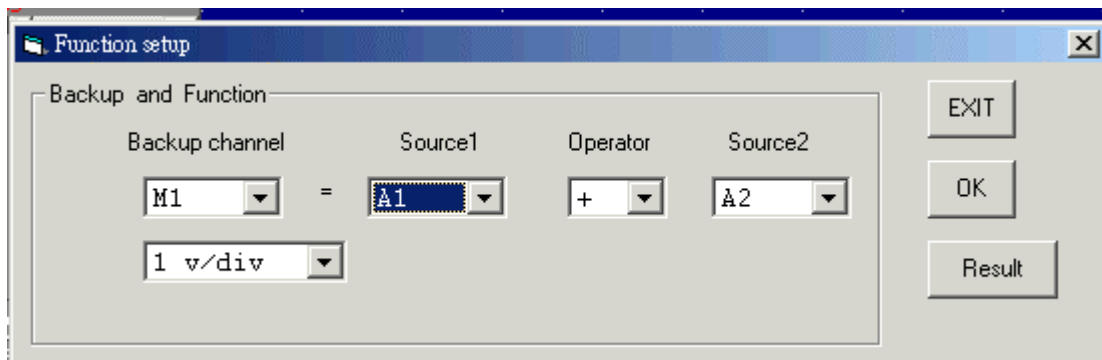 Function setup
Backup and Function
EXIT
Backup channel Source1 Operator Source2
M1 = A1 + A2
OK
1 v/div
Result